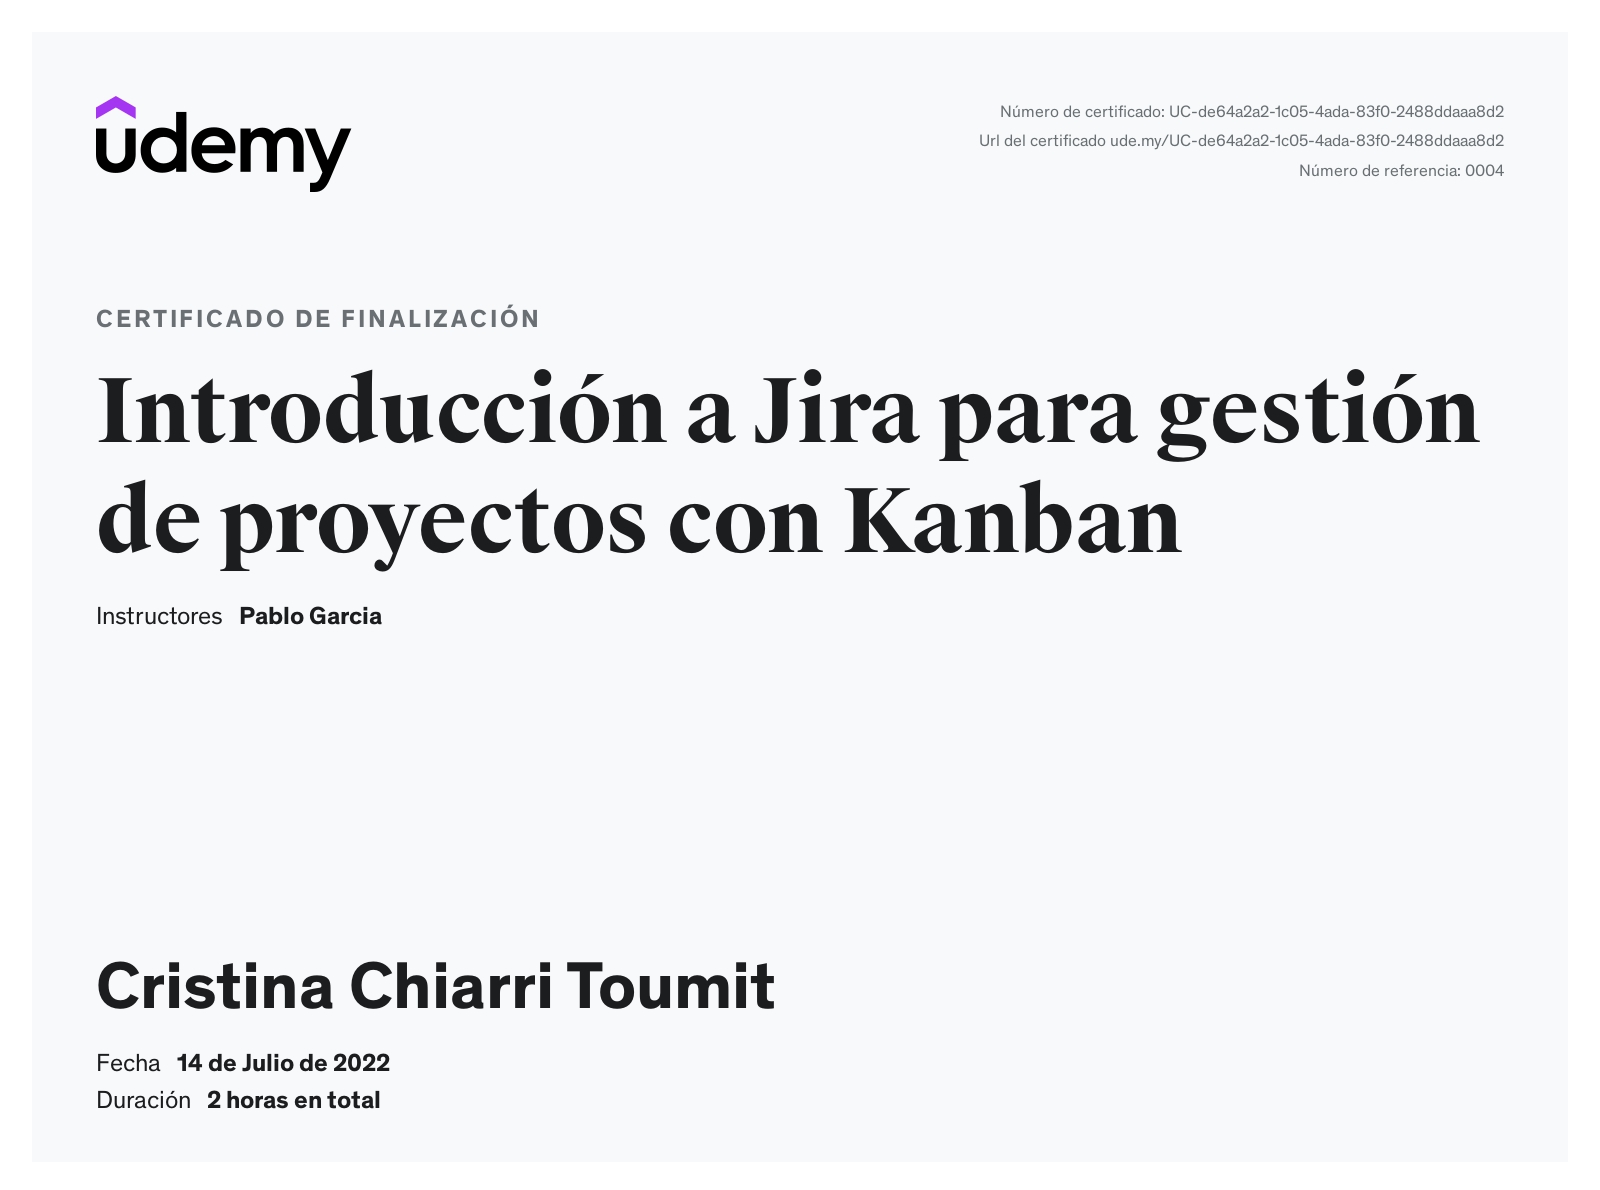 udemy
Número de certificado: UC-de64a2a2-1c05-4ada-83f0-2488ddaaa8d2
Url del certificado ude.my/UC-de64a2a2-1c05-4ada-83f0-2488ddaaa8d2
Número de referencia: 0004
CERTIFICADO DE FINALIZACIÓN
Introducción a Jira para gestión
de proyectos con Kanban
Instructores Pablo Garcia
Cristina Chiarri Toumit
Fecha 14 de Julio de 2022
Duración 2 horas en total